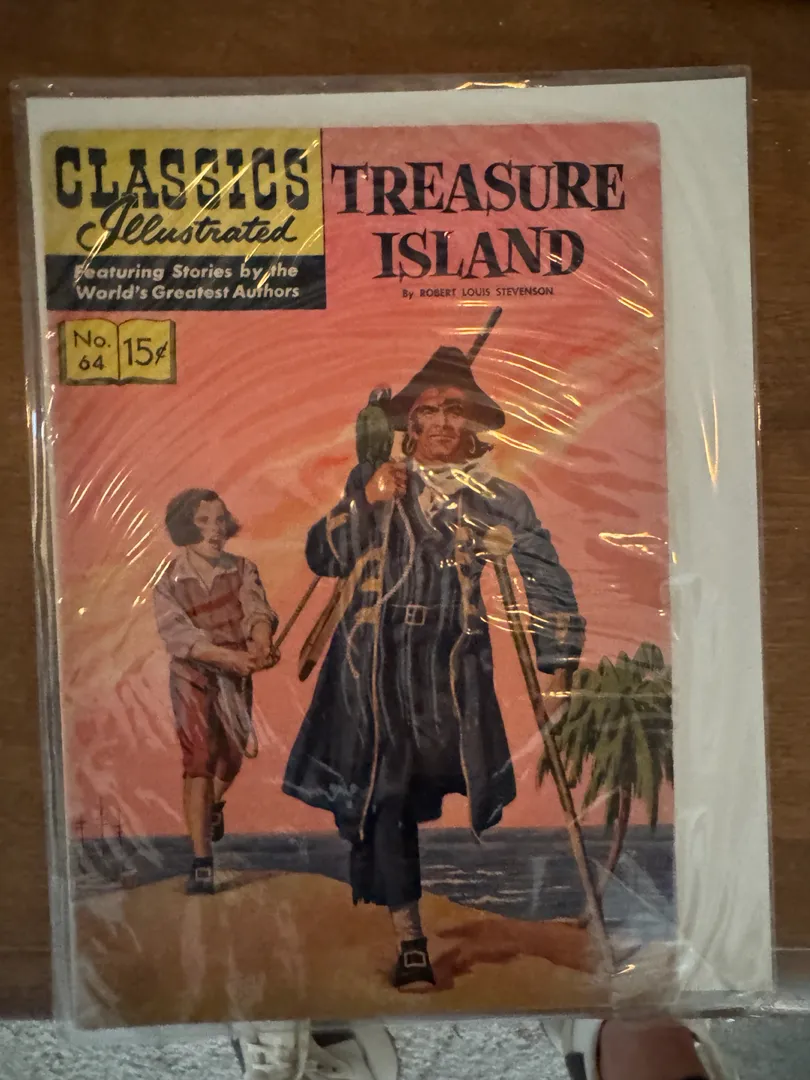 CLASSICS
Illustrated
Featuring Stories by the
World's Greatest Authors
TREASURE
ISLAND
By ROBERT LOUIS STEVENSON
No.
64
15¢